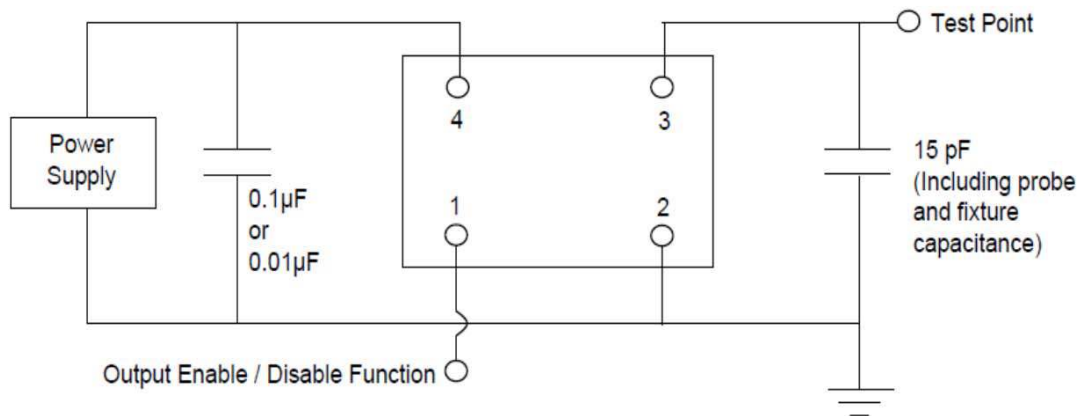 Test Point
4
3
Power
Supply
15 pF
(Including probe
and fixture
capacitance)
0.1µF
or
0.01µF
1
2
Output Enable / Disable Function